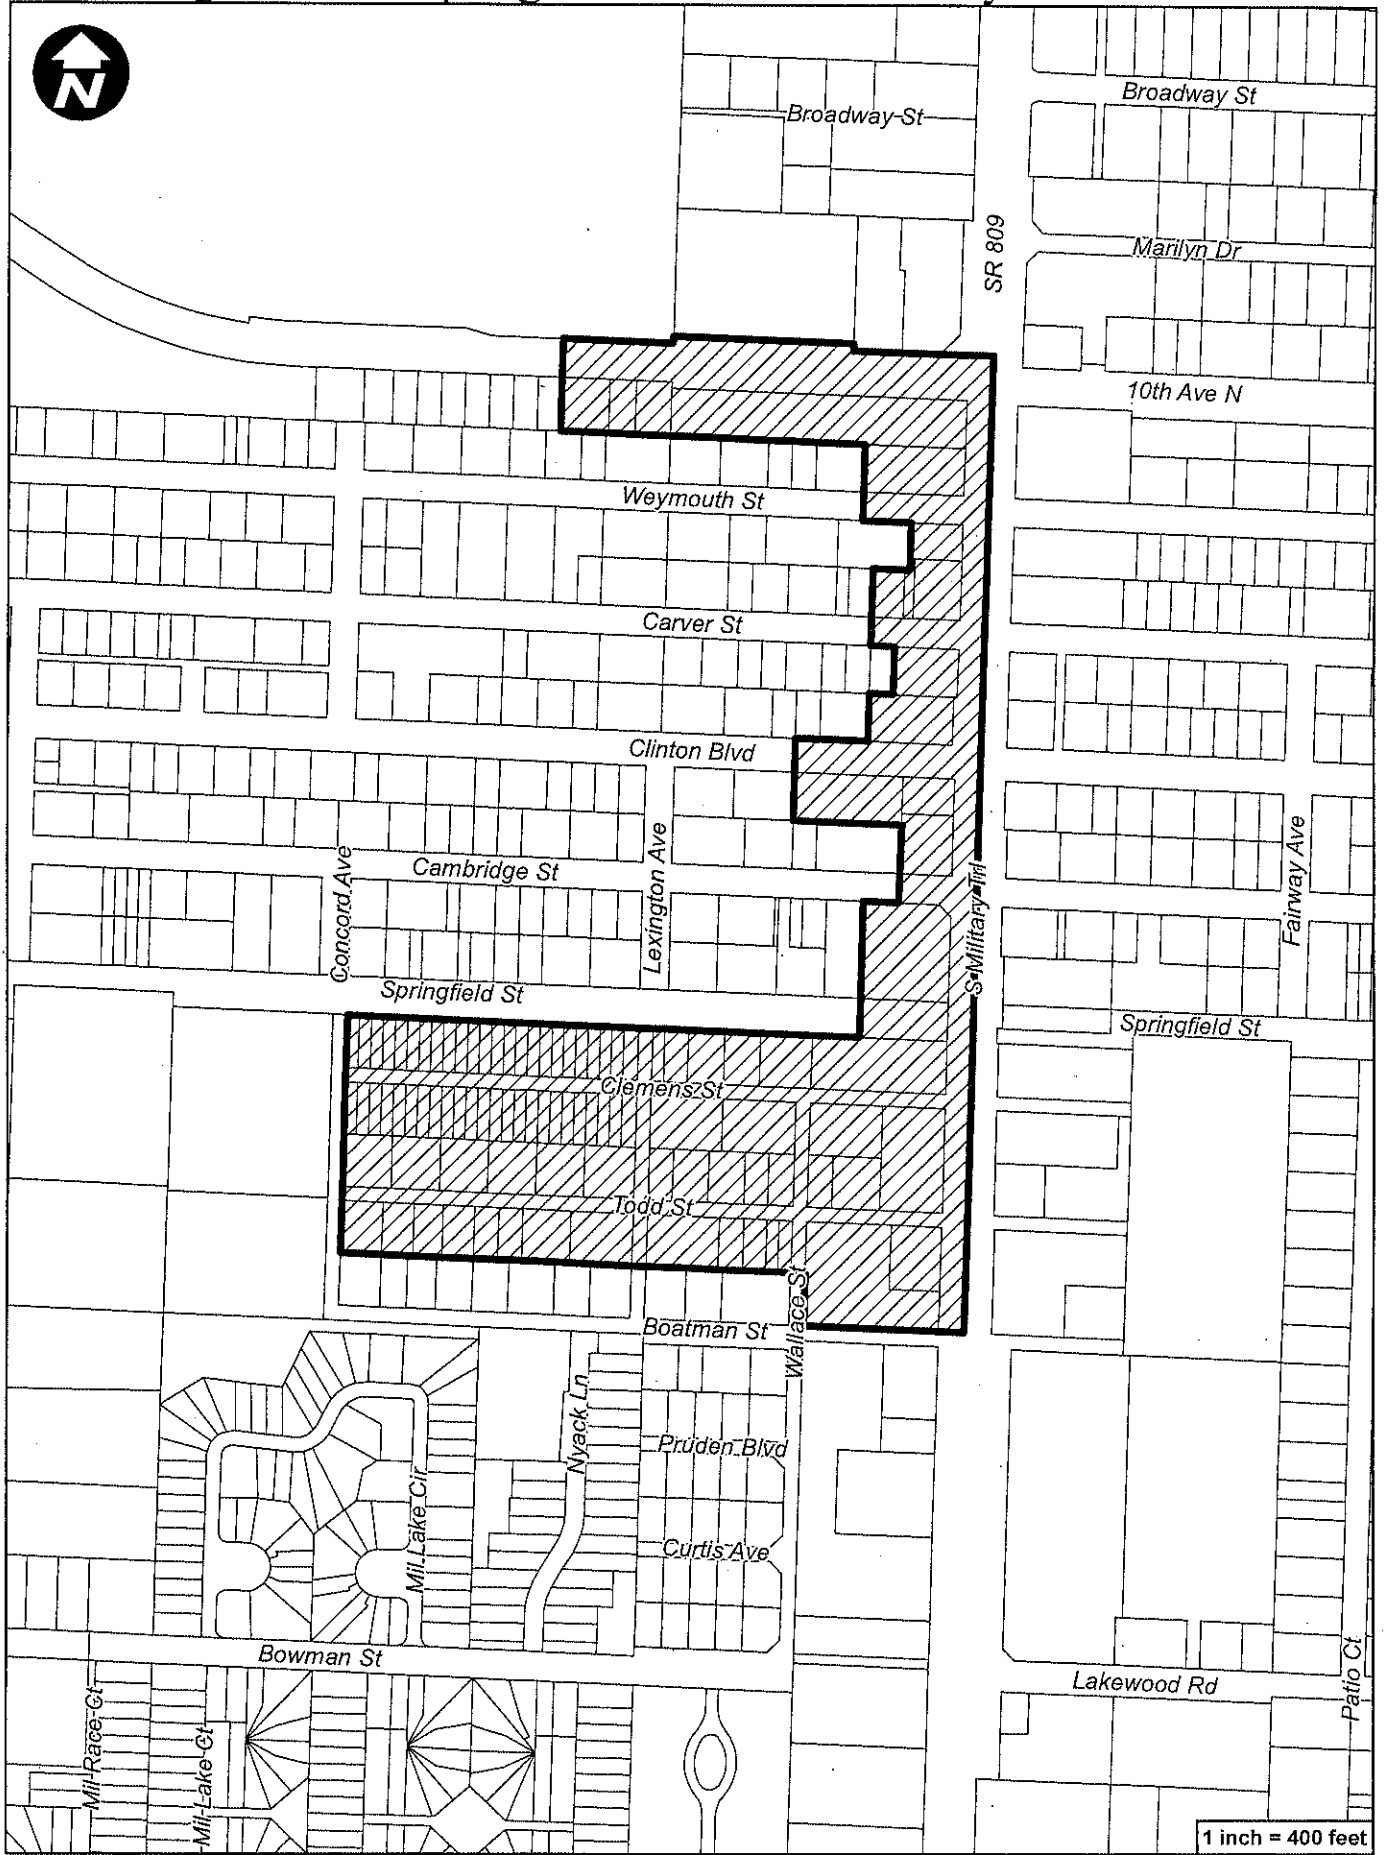 N
Broadway St
Broadway St
SR 809
Marilyn Dr
10th Ave N
Weymouth St
Carver St
Clinton Blvd
Cambridge St
Concord Ave
Lexington Ave
S Military Trl
Fairway Ave
Springfield St
Springfield St
Clemens St
Todd St
Wallace St
Boatman St
Nyack Ln
Pruden Blvd
Mil Lake Cir
Curtis Ave
Bowman St
Lakewood Rd
Patio Ct
Mil Race Ct
Mil Lake Ct
1 inch = 400 feet